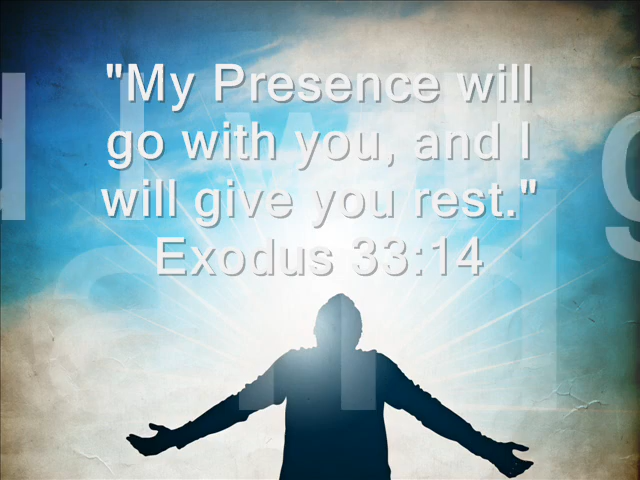 "My Presence will
go with you, and I
will give you rest."
Exodus 33:14